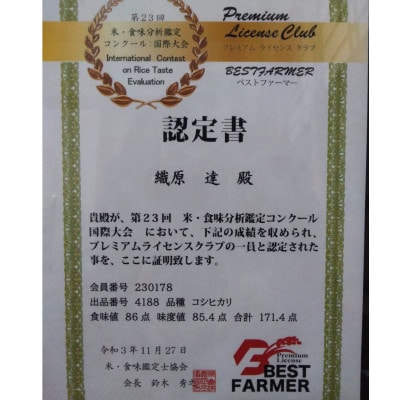 第23回
米・食味分析鑑定
コンクール:国際大会
International Contest
on Rice Taste
Evaluation
Premium
License Club
プレミアム ライセンス クラブ
BESTFARMER
ベストファーマー
認定書
織原 達 殿
貴殿が、第23回 米・食味分析鑑定コンクール
国際大会 において、下記の成績を収められ、
プレミアムライセンスクラブの一員と認定された
事を、ここに証明致します。
会員番号 230178
出品番号 4188 品種 コシヒカリ
食味値 86点 味度値 85.4点 合計 171.4点
令和3年11月27日
米・食味鑑定士協会
会長 鈴木 秀
Premium
License
BEST
FARMER